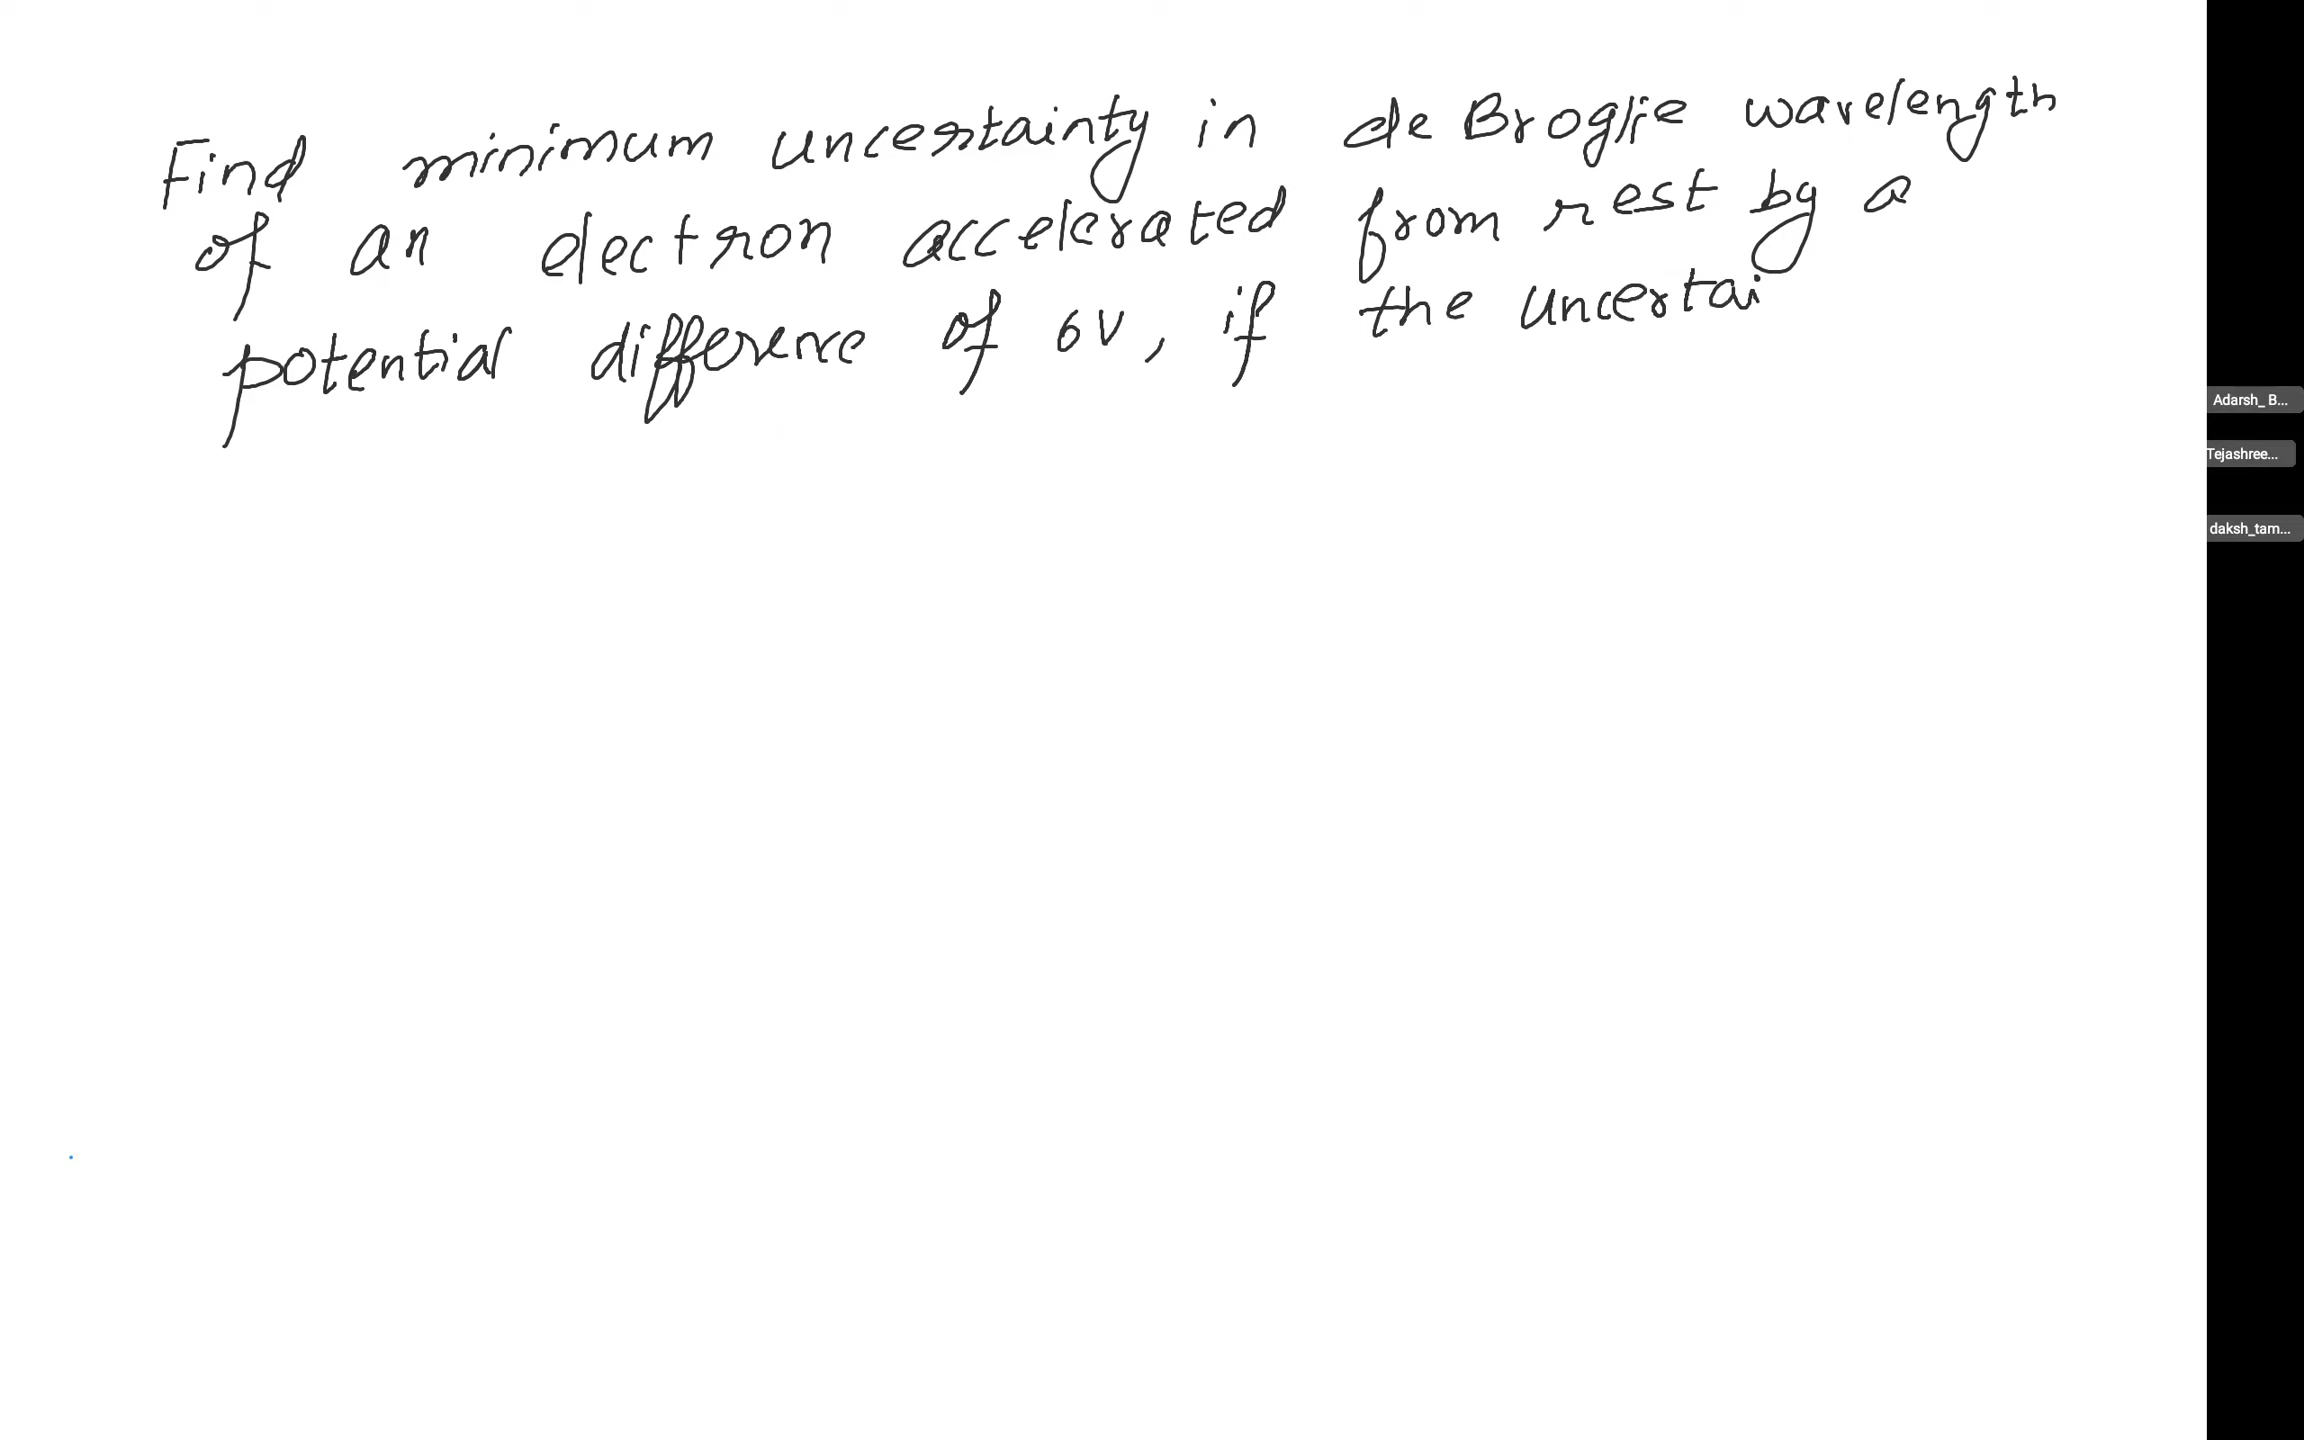 Find minimum uncertainty in de Broglie wavelength
of an electron accelerated from rest by a
potential difference of 6V, if the uncertai
Adarsh_ B...
Tejashree...
daksh_tam...